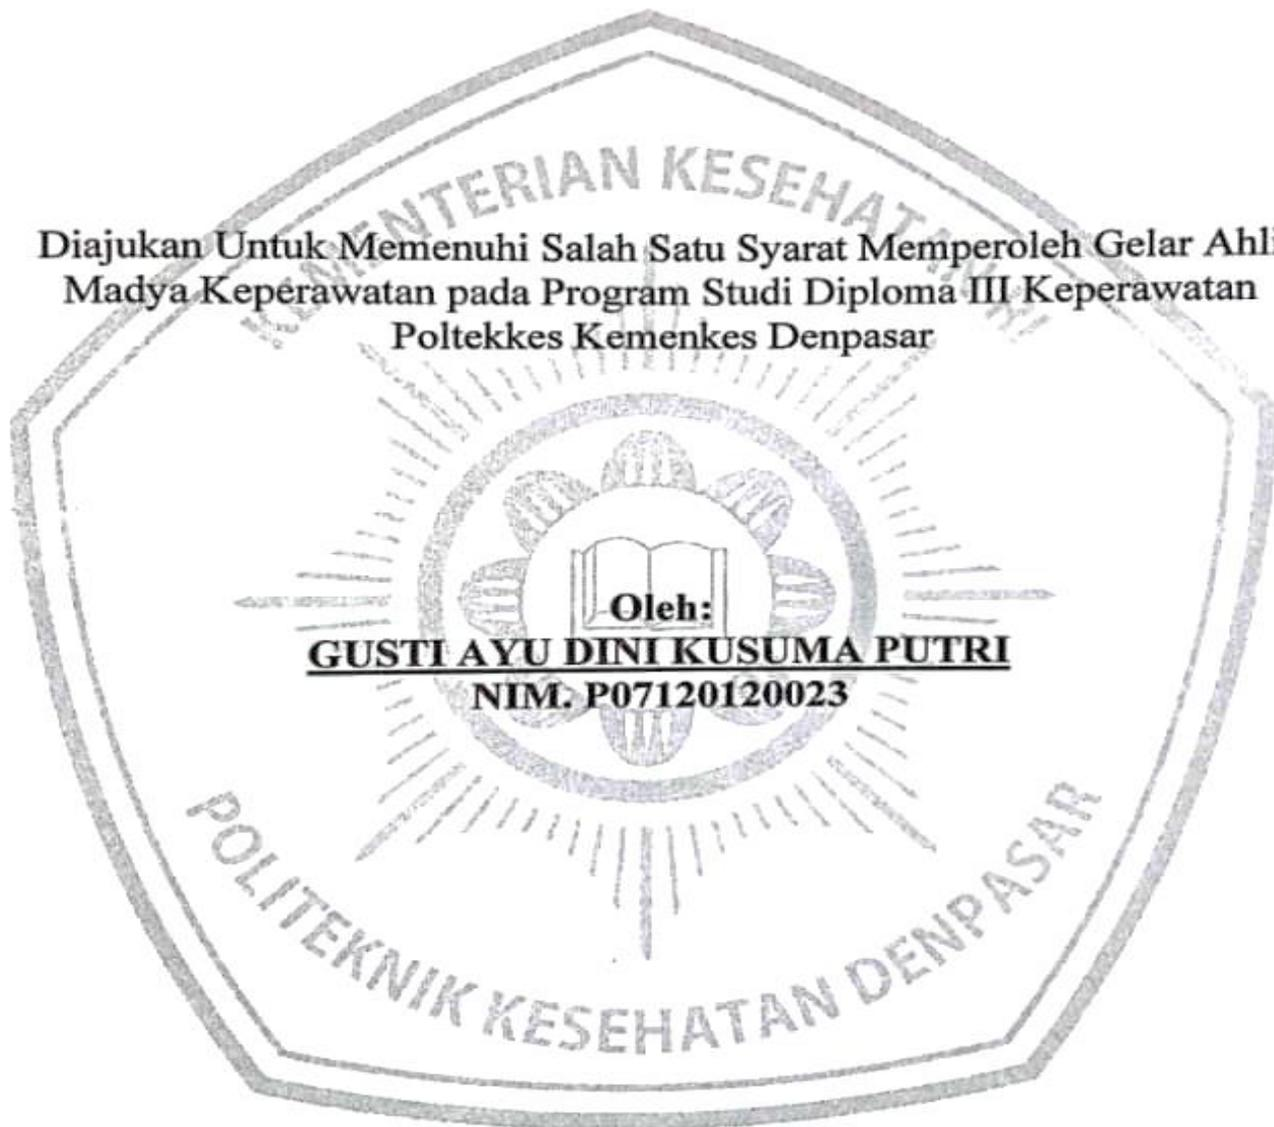 KEMENTERIAN KESEHATAN RI
Diajukan Untuk Memenuhi Salah Satu Syarat Memperoleh Gelar Ahli
Madya Keperawatan pada Program Studi Diploma III Keperawatan
Poltekkes Kemenkes Denpasar
Oleh:
GUSTI AYU DINI KUSUMA PUTRI
NIM. P07120120023
POLITEKNIK KESEHATAN DENPASAR